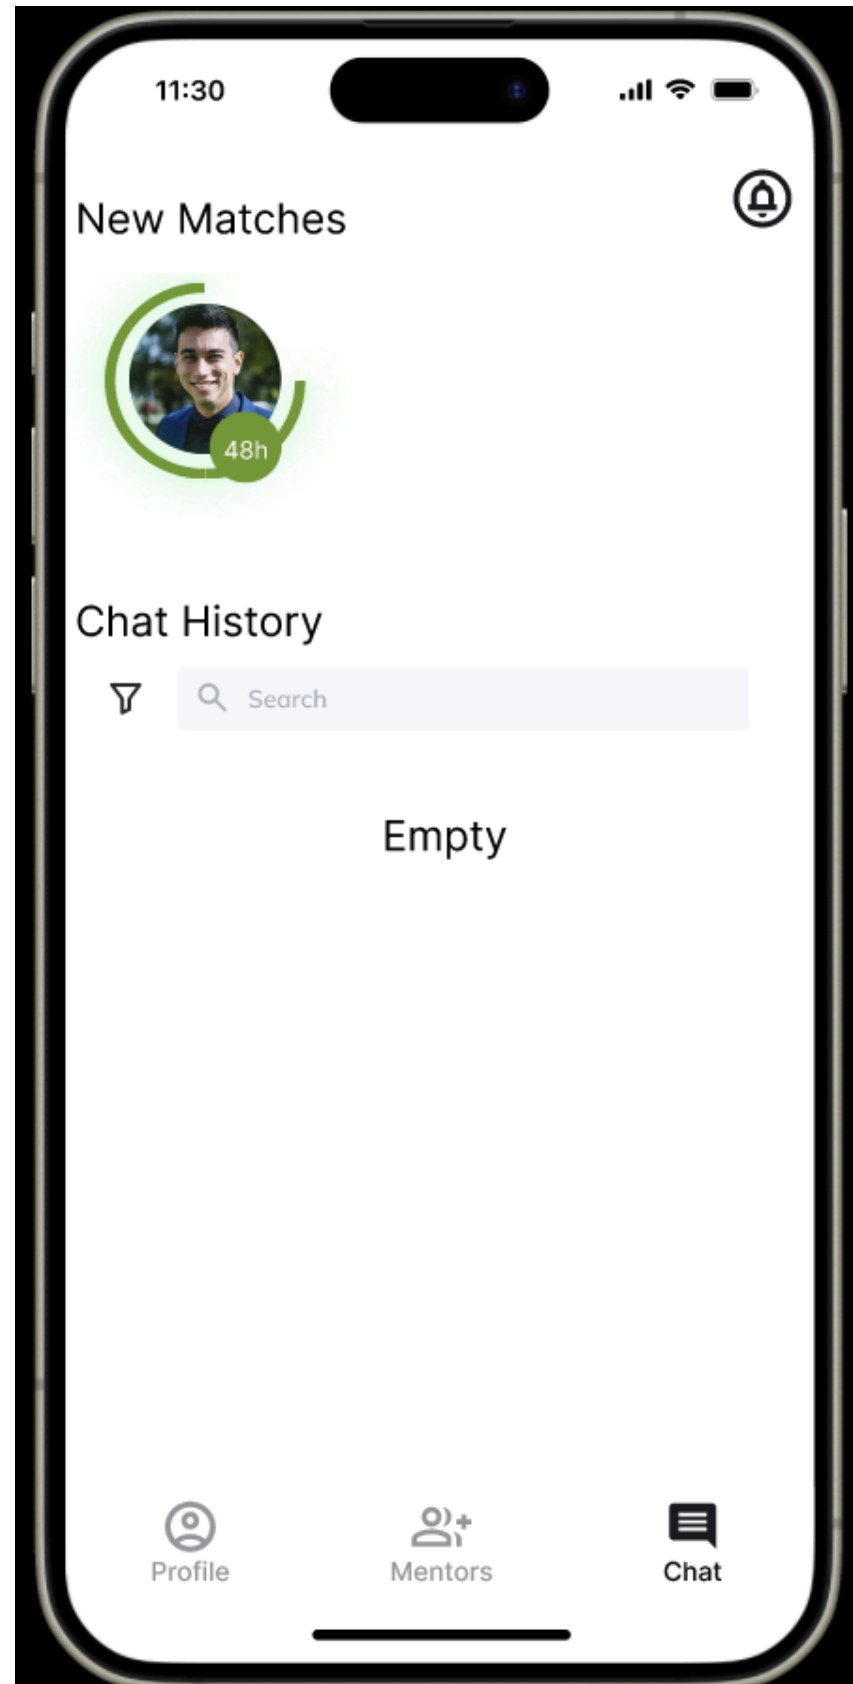 11:30
New Matches
48h
Chat History
Search
Empty
Profile
Mentors
Chat